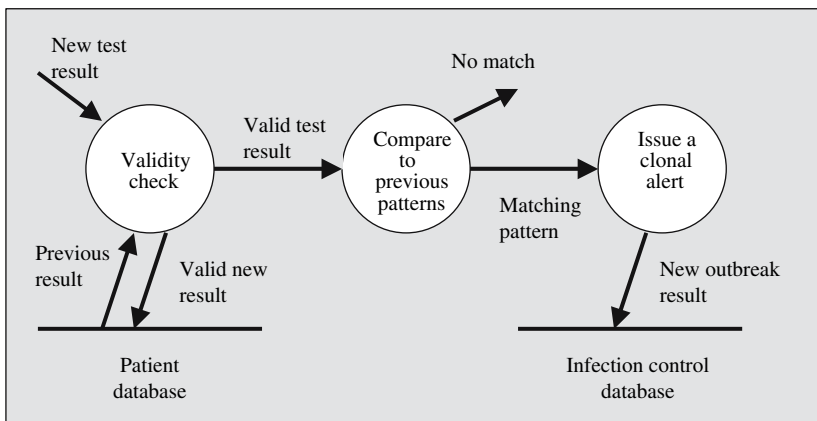 New test
result
No match
Valid test
result
Validity
check
Compare
to
previous
patterns
Issue a
clonal
alert
Matching
pattern
Previous
result
Valid new
result
New outbreak
result
Patient
database
Infection control
database